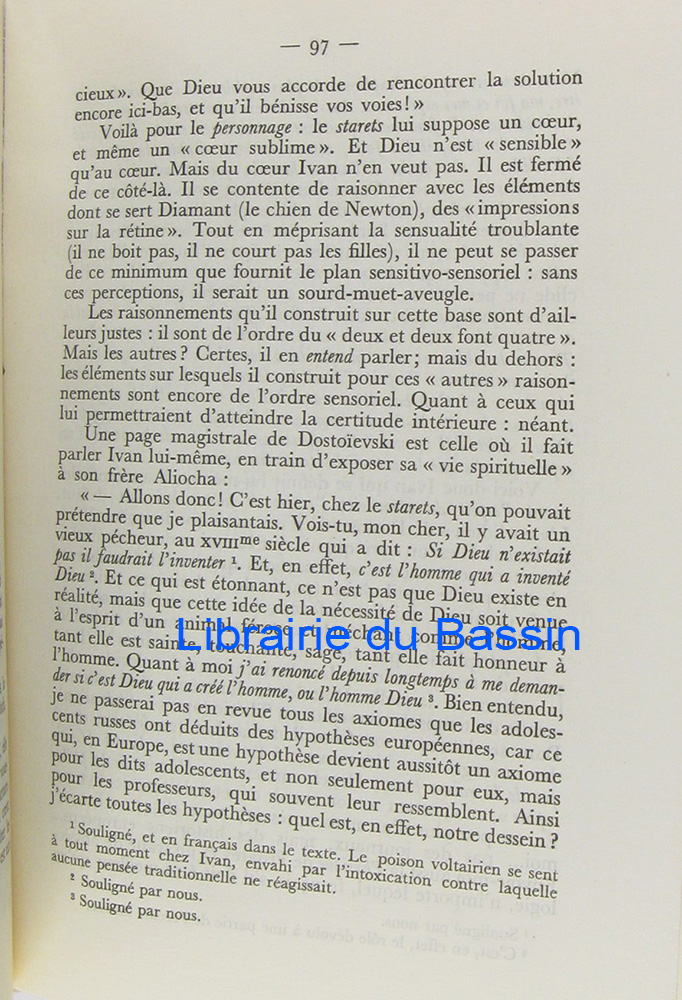 — 97 —
cieux». Que Dieu vous accorde de rencontrer la solution
encore ici-bas, et qu'il bénisse vos voies! »
Voilà pour le personnage : le starets lui suppose un cœur,
et même un « cœur sublime ». Et Dieu n'est « sensible »
qu'au cœur. Mais du cœur Ivan n'en veut pas. Il est fermé
de ce côté-là. Il se contente de raisonner avec les éléments
dont se sert Diamant (le chien de Newton), des « impressions
sur la rétine ». Tout en méprisant la sensualité troublante
(il ne boit pas, il ne court pas les filles), il ne peut se passer
de ce minimum que fournit le plan sensitivo-sensoriel : sans
ces perceptions, il serait un sourd-muet-aveugle.
Les raisonnements qu'il construit sur cette base sont d'ail-
leurs justes : il sont de l'ordre du « deux et deux font quatre ».
Mais les autres? Certes, il en entend parler; mais du dehors :
les éléments sur lesquels il construit pour ces « autres » raison-
nements sont encore de l'ordre sensoriel. Quant à ceux qui
lui permettraient d'atteindre la certitude intérieure : néant.
Une page magistrale de Dostoïevski est celle où il fait
parler Ivan lui-même, en train d'exposer sa « vie spirituelle »
à son frère Aliocha :
« — Allons donc! C'est hier, chez le starets, qu'on pouvait
prétendre que je plaisantais. Vois-tu, mon cher, il y avait un
vieux pécheur, au XVIIIme siècle qui a dit : Si Dieu n'existait
pas il faudrait l'inventer ¹. Et, en effet, c'est l'homme qui a inventé
Dieu ². Et ce qui est étonnant, ce n'est pas que Dieu existe en
réalité, mais que cette idée de la nécessité de Dieu soit venue
à l'esprit d'un animal féroce et méchant comme l'homme,
tant elle est sainte, touchante, sage, tant elle fait honneur à
l'homme. Quant à moi j'ai renoncé depuis longtemps à me deman-
der si c'est Dieu qui a créé l'homme, ou l'homme Dieu ³. Bien entendu,
je ne passerai pas en revue tous les axiomes que les adoles-
cents russes ont déduits des hypothèses européennes, car ce
qui, en Europe, est une hypothèse devient aussitôt un axiome
pour les dits adolescents, et non seulement pour eux, mais
pour les professeurs, qui souvent leur ressemblent. Ainsi
j'écarte toutes les hypothèses : quel est, en effet, notre dessein ?
¹ Souligné, et en français dans le texte. Le poison voltairien se sent
à tout moment chez Ivan, envahi par l'intoxication contre laquelle
aucune pensée traditionnelle ne réagissait.
² Souligné par nous.
³ Souligné par nous.
Librairie du Bassin